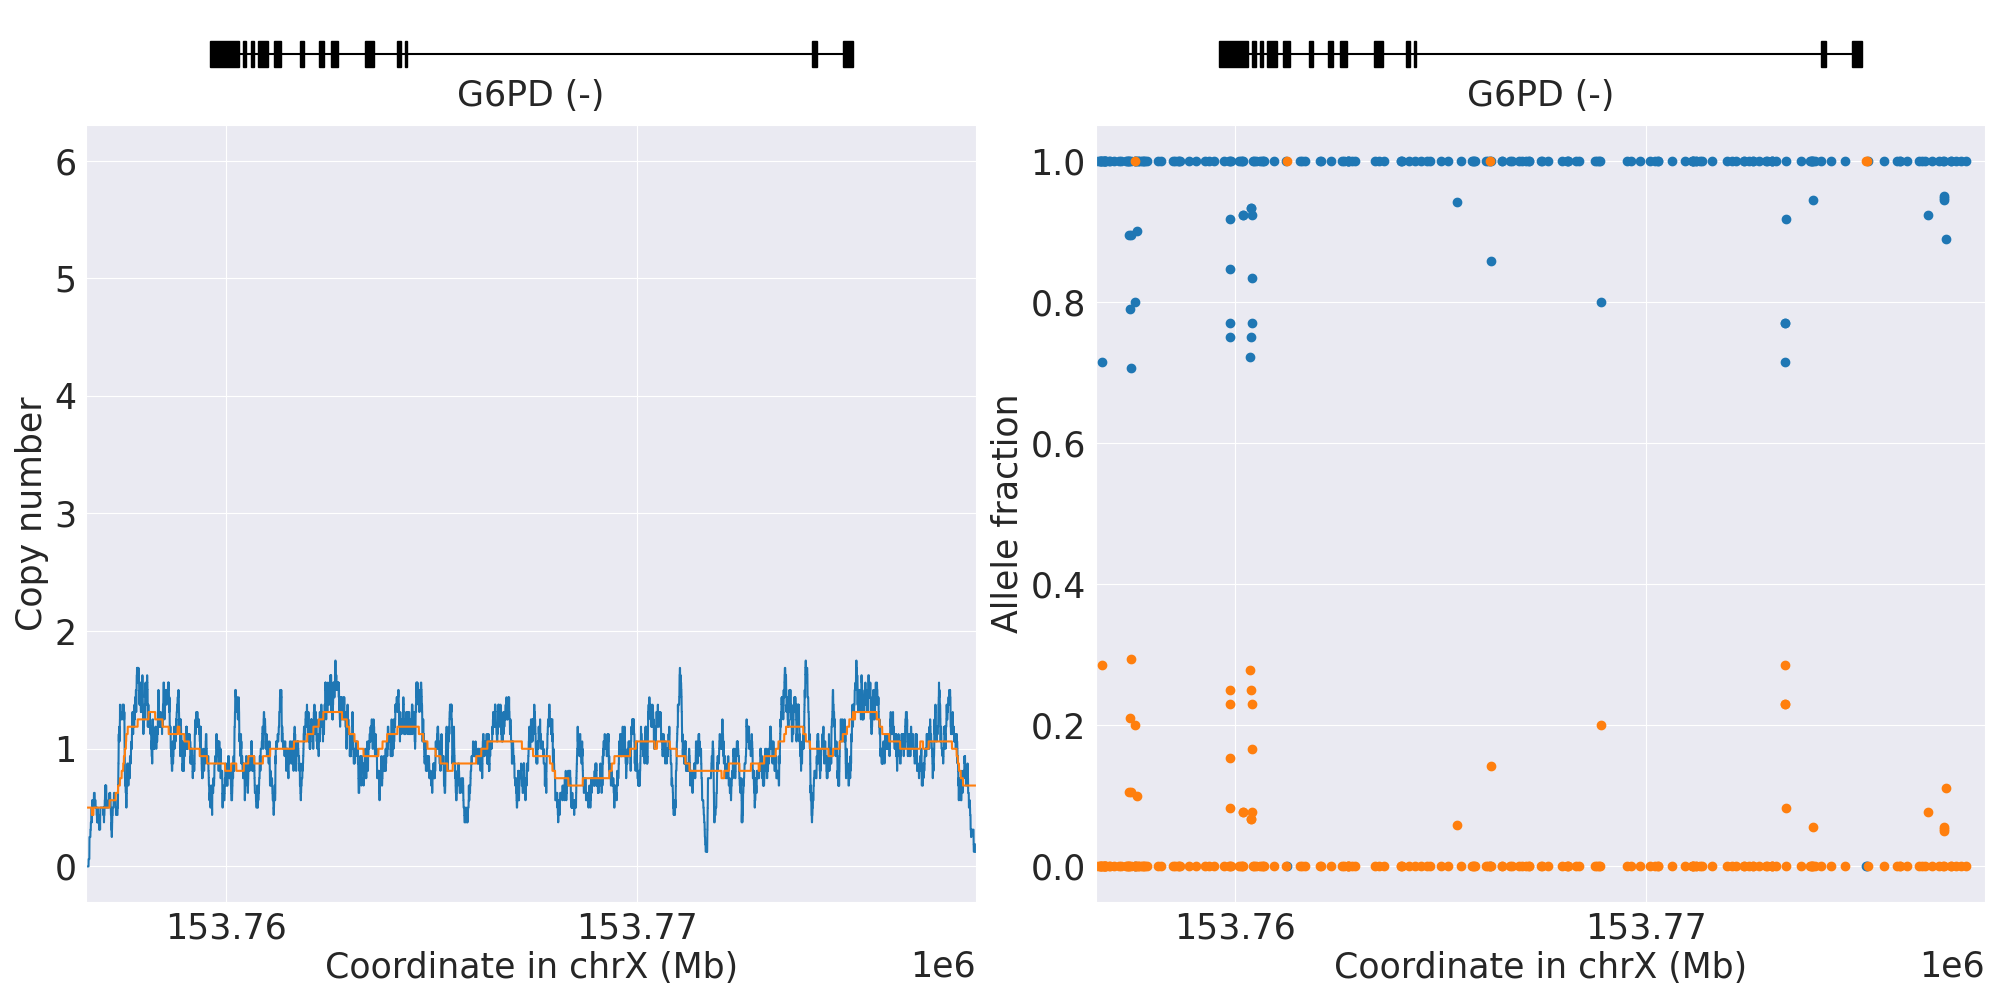 G6PD (-)
6
5
4
3
2
1
0
Copy number
153.76
153.77
Coordinate in chrX (Mb)
1e6
G6PD (-)
1.0
0.8
0.6
0.4
0.2
0.0
Allele fraction
153.76
153.77
Coordinate in chrX (Mb)
1e6